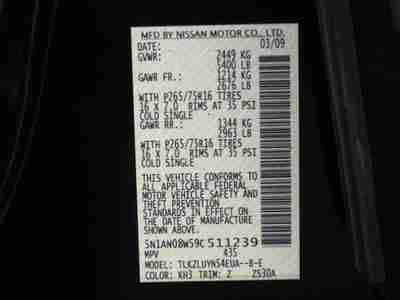 MFD BY NISSAN MOTOR CO., LTD.
DATE: 03/09
GVWR: 2449 KG
5400 LB
GAWR FR.: 1214 KG
2676 LB
WITH P265/75R16 TIRES
16 X 7.0 RIMS AT 35 PSI
COLD SINGLE
GAWR RR.: 1344 KG
2963 LB
WITH P265/75R16 TIRES
16 X 7.0 RIMS AT 35 PSI
COLD SINGLE
THIS VEHICLE CONFORMS TO
ALL APPLICABLE FEDERAL
MOTOR VEHICLE SAFETY AND
THEFT PREVENTION
STANDARDS IN EFFECT ON
THE DATE OF MANUFACTURE
SHOWN ABOVE.
5N1AN08W59C511239
MPV 435
MODEL: TLKZLUYN54EUA--8-E
COLOR: KH3 TRIM: Z ZS30A